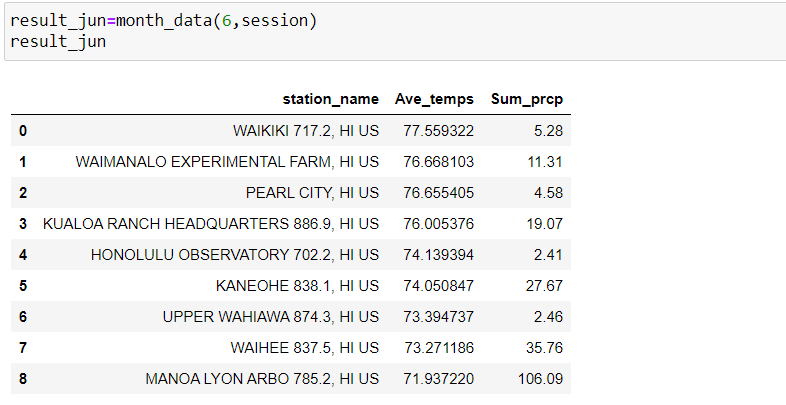 result_jun=month_data(6,session)
result_jun
station_name Ave_temps Sum_prcp
0 WAIKIKI 717.2, HI US 77.559322 5.28
1 WAIMANALO EXPERIMENTAL FARM, HI US 76.668103 11.31
2 PEARL CITY, HI US 76.655405 4.58
3 KUALOA RANCH HEADQUARTERS 886.9, HI US 76.005376 19.07
4 HONOLULU OBSERVATORY 702.2, HI US 74.139394 2.41
5 KANEOHE 838.1, HI US 74.050847 27.67
6 UPPER WAHIAWA 874.3, HI US 73.394737 2.46
7 WAIHEE 837.5, HI US 73.271186 35.76
8 MANOA LYON ARBO 785.2, HI US 71.937220 106.09